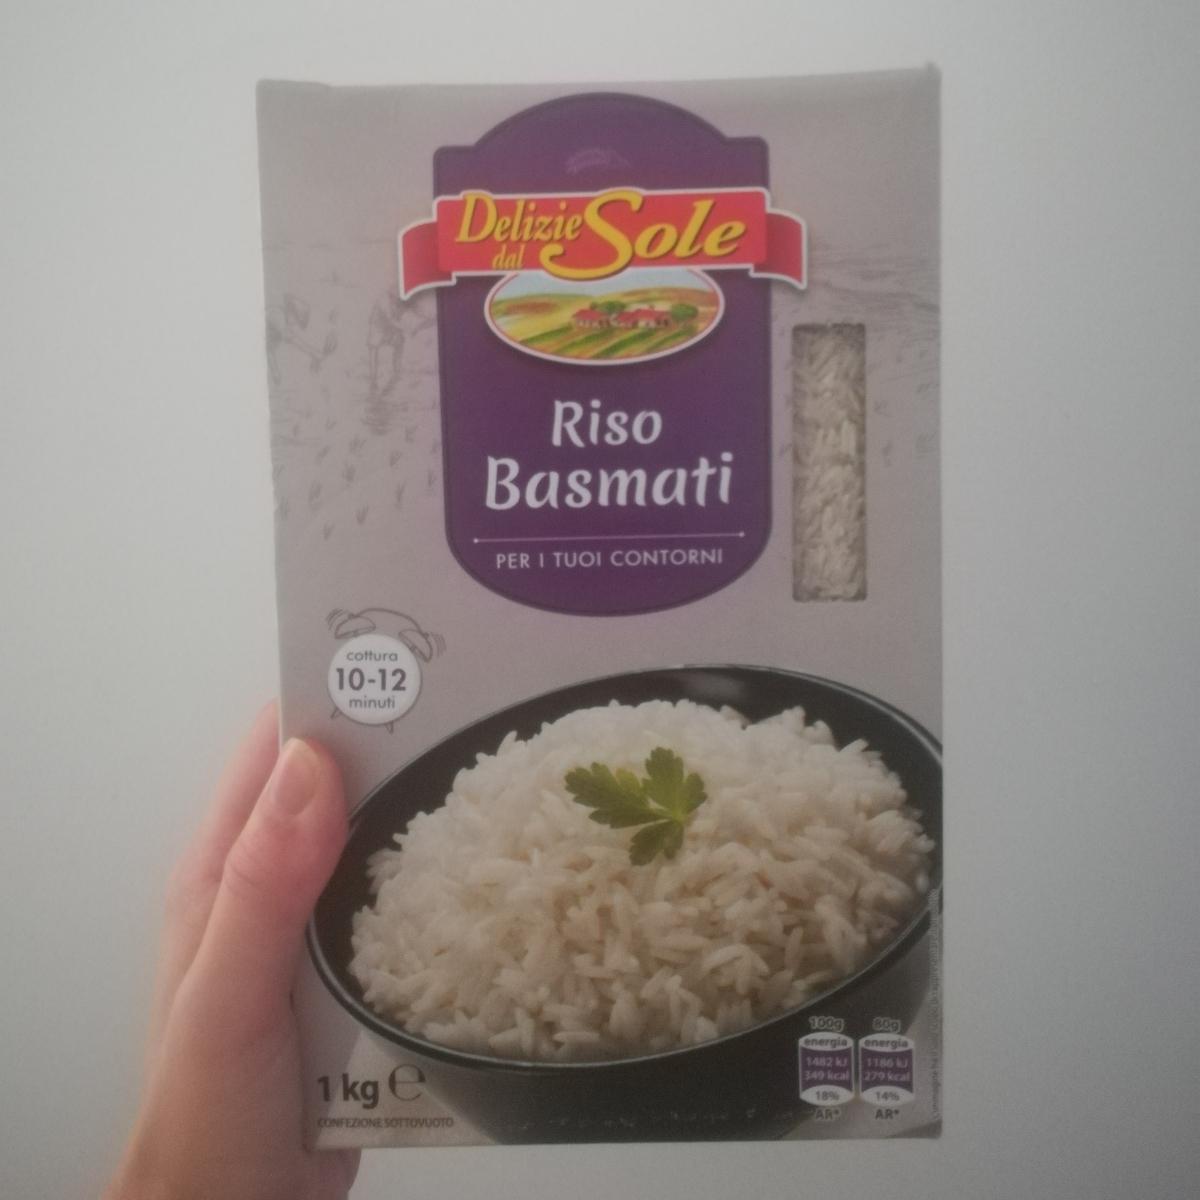 Delizie
dal Sole
Riso
Basmati
PER I TUOI CONTORNI
cottura
10-12
minuti
100g
energia
1482 kJ
349 kcal
18%
AR*
80g
energia
1186 kJ
279 kcal
14%
AR*
1 kg ℮
CONFEZIONE SOTTOVUOTO